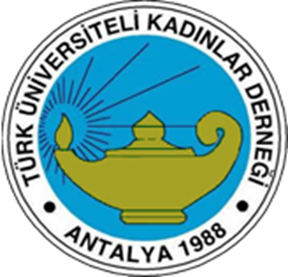 TÜRK ÜNİVERSİTELİ KADINLAR DERNEĞİ
ANTALYA 1988